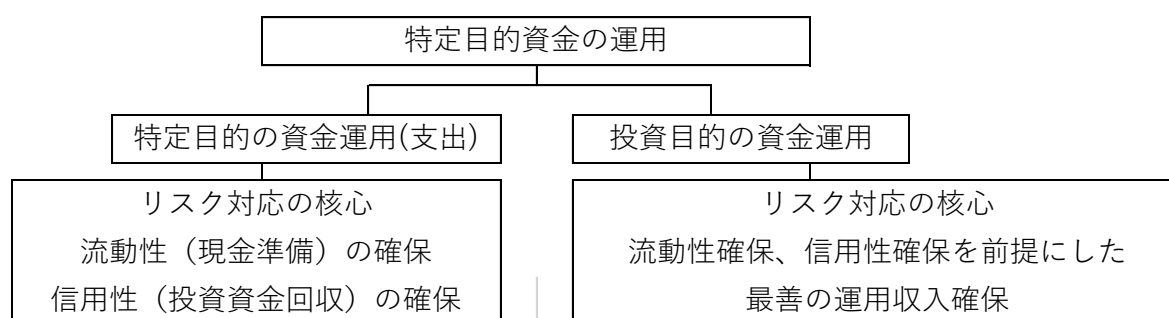 特定目的資金の運用
特定目的の資金運用(支出)
投資目的の資金運用
リスク対応の核心
流動性（現金準備）の確保
信用性（投資資金回収）の確保
リスク対応の核心
流動性確保、信用性確保を前提にした
最善の運用収入確保